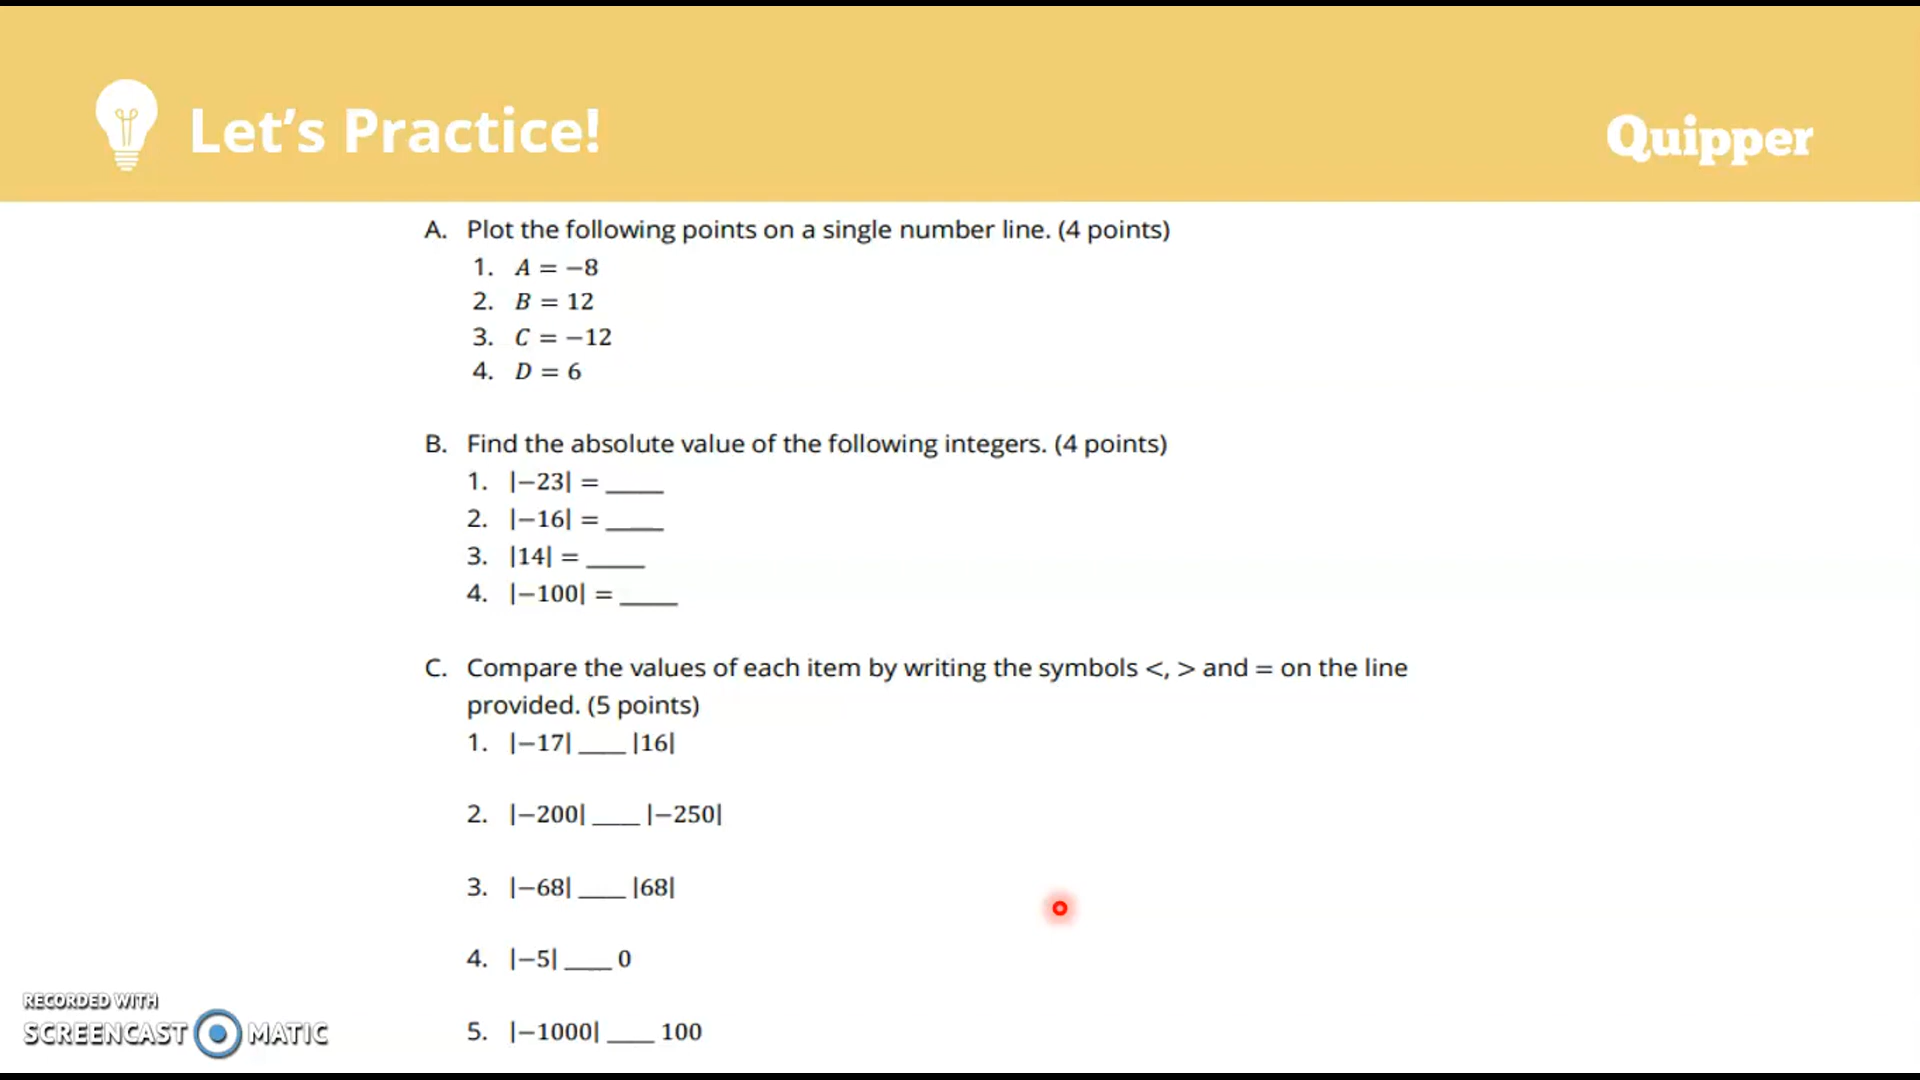 Let's Practice!
Quipper
A. Plot the following points on a single number line. (4 points)
1. A = −8
2. B = 12
3. C = −12
4. D = 6
B. Find the absolute value of the following integers. (4 points)
1. |−23| = ____
2. |−16| = ____
3. |14| = ____
4. |−100| = ____
C. Compare the values of each item by writing the symbols <, > and = on the line
provided. (5 points)
1. |−17| ____ |16|
2. |−200| ____ |−250|
3. |−68| ____ |68|
4. |−5| ____ 0
5. |−1000| ____ 100
RECORDED WITH
SCREENCAST MATIC